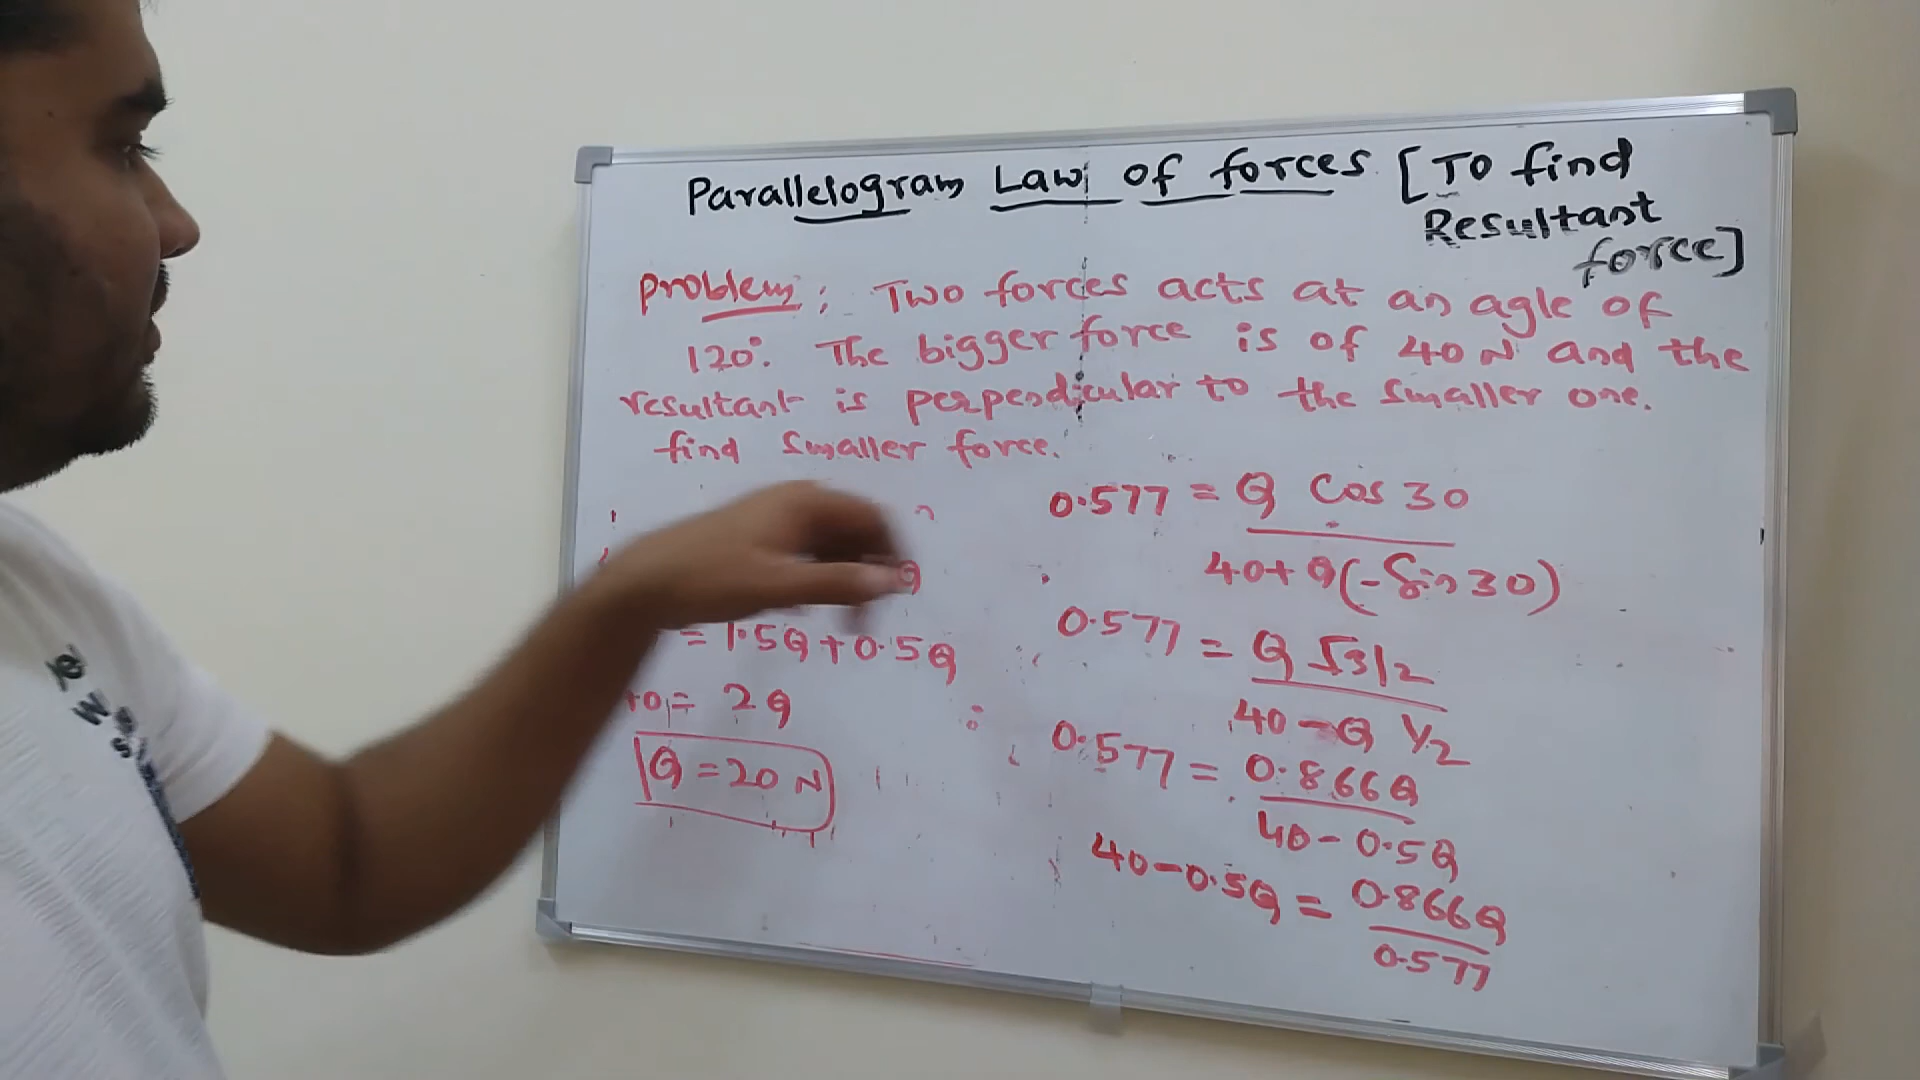 Parallelogram Law of forces [To find
Resultant
force]
Problem: Two forces acts at an agle of
120°. The bigger force is of 40 N and the
resultant is perpendicular to the smaller one.
find smaller force.
0.577 = Q Cos 30
40+Q(-Sin 30)
0.577 = Q √3/2
40 - Q 1/2
0.577 = 0.866Q
40 - 0.5Q
40-0.5Q = 0.866Q
0.577
Q
= 1.5Q + 0.5Q
= 2Q
Q = 20 N